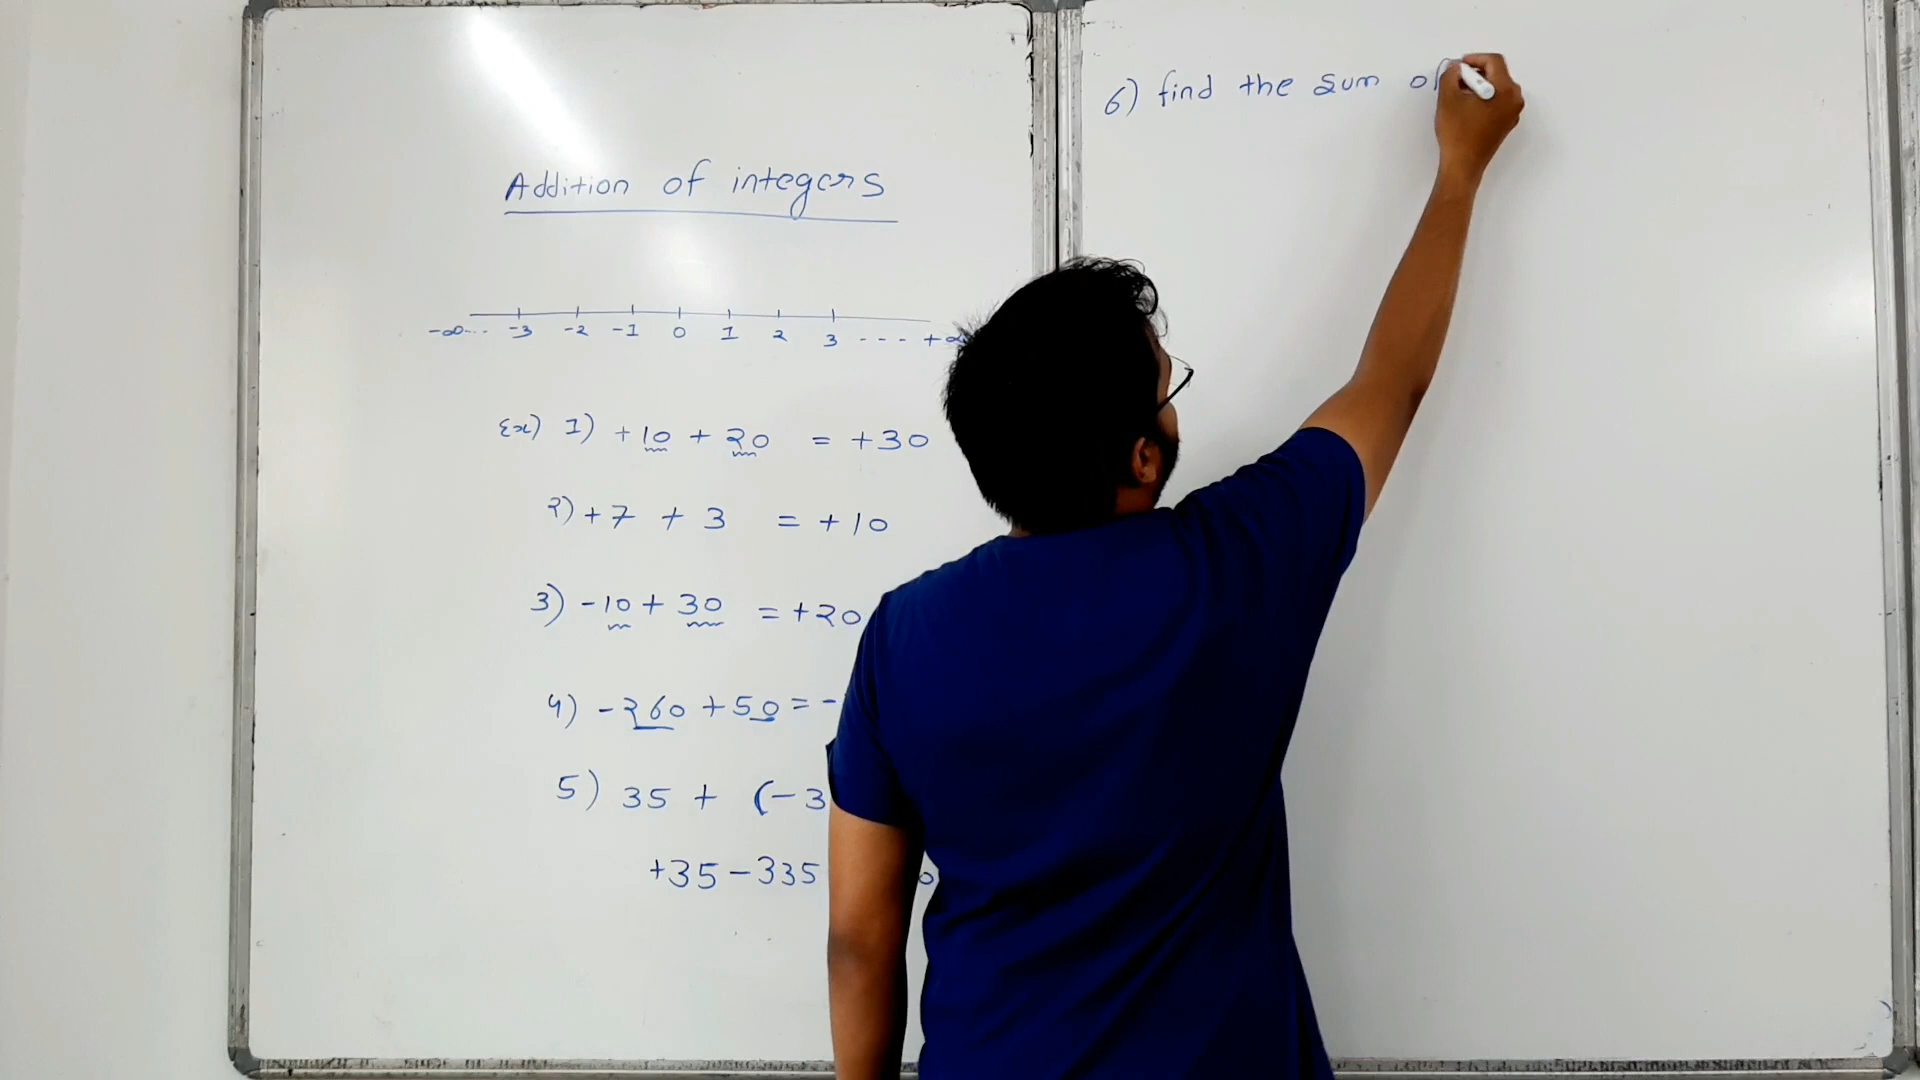 Addition of integers
-∞... -3 -2 -1 0 1 2 3 - - - +∞
Ex) 1) +10 + 20 = +30
2) +7 + 3 = +10
3) -10 + 30 = +20
4) -260 + 50 = -
5) 35 + (-3
+35 - 335
6) find the sum of